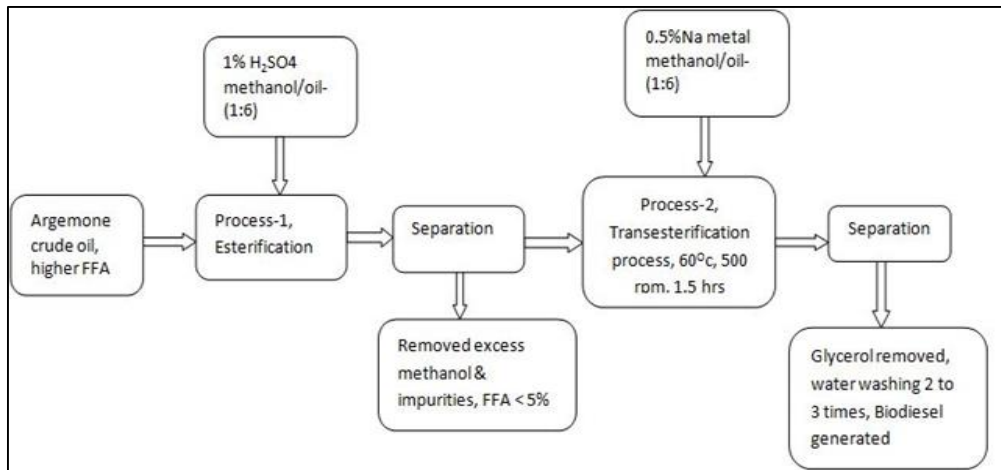 1% H₂SO4
methanol/oil-
(1:6)
0.5%Na metal
methanol/oil-
(1:6)
Argemone
crude oil,
higher FFA
Process-1,
Esterification
Separation
Process-2,
Transesterification
process, 60⁰c, 500
rpm. 1.5 hrs
Separation
Removed excess
methanol &
impurities, FFA < 5%
Glycerol removed,
water washing 2 to
3 times, Biodiesel
generated